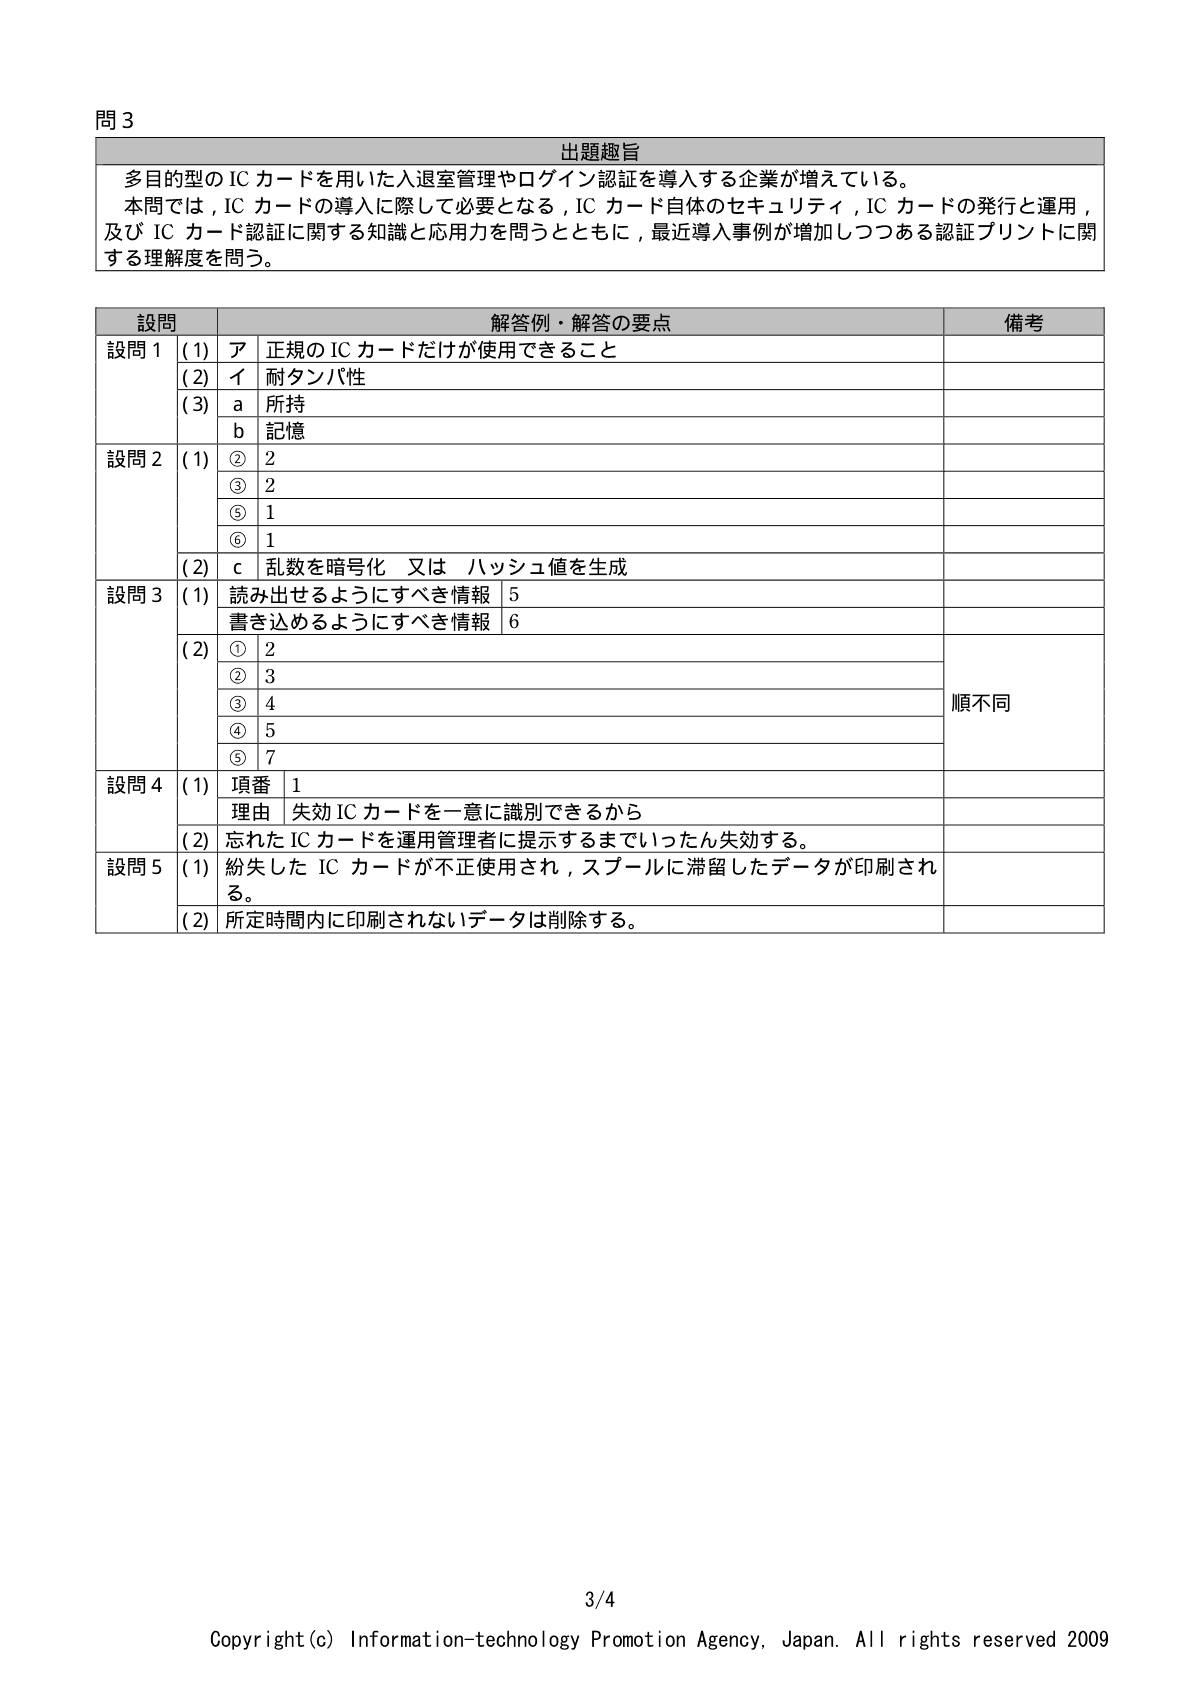 問3
出題趣旨
多目的型の IC カードを用いた入退室管理やログイン認証を導入する企業が増えている。
本問では，IC カードの導入に際して必要となる，IC カード自体のセキュリティ，IC カードの発行と運用，
及び IC カード認証に関する知識と応用力を問うとともに，最近導入事例が増加しつつある認証プリントに関
する理解度を問う。
設問 解答例・解答の要点 備考
設問1 (1) ア 正規の IC カードだけが使用できること
(2) イ 耐タンパ性
(3) a 所持
b 記憶
設問2 (1) ② 2
③ 2
⑤ 1
⑥ 1
(2) c 乱数を暗号化　又は　ハッシュ値を生成
設問3 (1) 読み出せるようにすべき情報 5
書き込めるようにすべき情報 6
(2) ① 2
② 3
③ 4 順不同
④ 5
⑤ 7
設問4 (1) 項番 1
理由 失効 IC カードを一意に識別できるから
(2) 忘れた IC カードを運用管理者に提示するまでいったん失効する。
設問5 (1) 紛失した IC カードが不正使用され，スプールに滞留したデータが印刷され
る。
(2) 所定時間内に印刷されないデータは削除する。
3/4
Copyright(c) Information-technology Promotion Agency, Japan. All rights reserved 2009